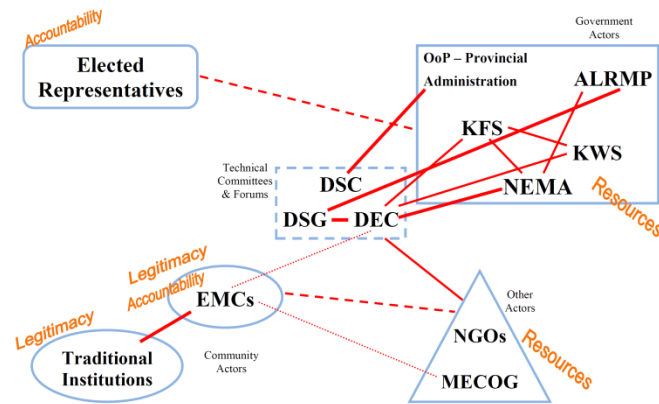 Accountability
Elected
Representatives
Government
Actors
OoP – Provincial
Administration
ALRMP
KFS
KWS
NEMA
Resources
Technical
Committees
& Forums
DSC
DSG
DEC
Legitimacy
Accountability
EMCs
Legitimacy
Traditional
Institutions
Community
Actors
Other
Actors
NGOs
MECOG
Resources